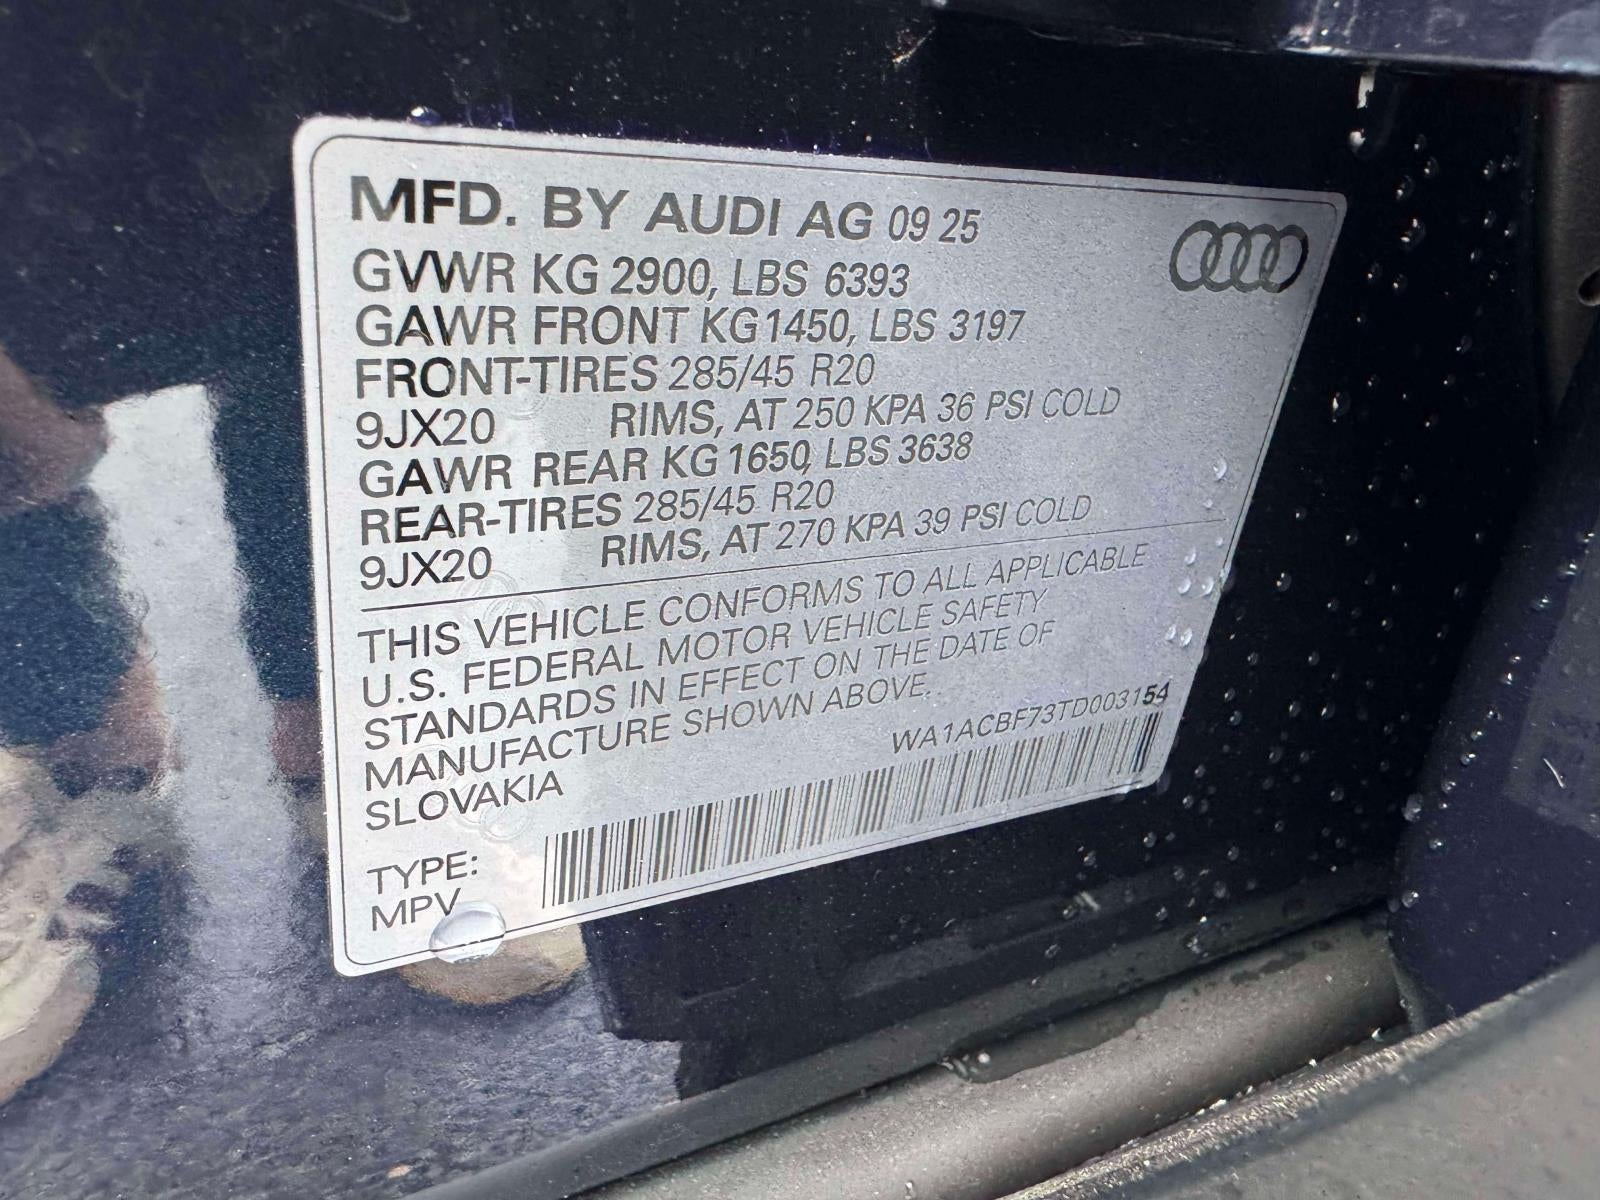 MFD. BY AUDI AG 09 25
GVWR KG 2900, LBS 6393
GAWR FRONT KG 1450, LBS 3197
FRONT-TIRES 285/45 R20
9JX20 RIMS, AT 250 KPA 36 PSI COLD
GAWR REAR KG 1650, LBS 3638
REAR-TIRES 285/45 R20
9JX20 RIMS, AT 270 KPA 39 PSI COLD
THIS VEHICLE CONFORMS TO ALL APPLICABLE
U.S. FEDERAL MOTOR VEHICLE SAFETY
STANDARDS IN EFFECT ON THE DATE OF
MANUFACTURE SHOWN ABOVE.
SLOVAKIA
WA1ACBF73TD003154
TYPE:
MPV